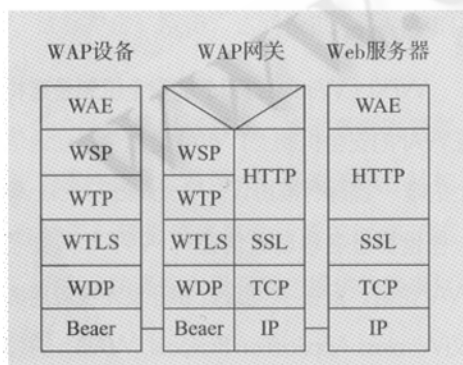 WWW.
WAP设备 WAP网关 Web服务器
WAE WAE
WSP WSP HTTP HTTP
WTP WTP
WTLS WTLS SSL SSL
WDP WDP TCP TCP
Beaer Beaer IP IP